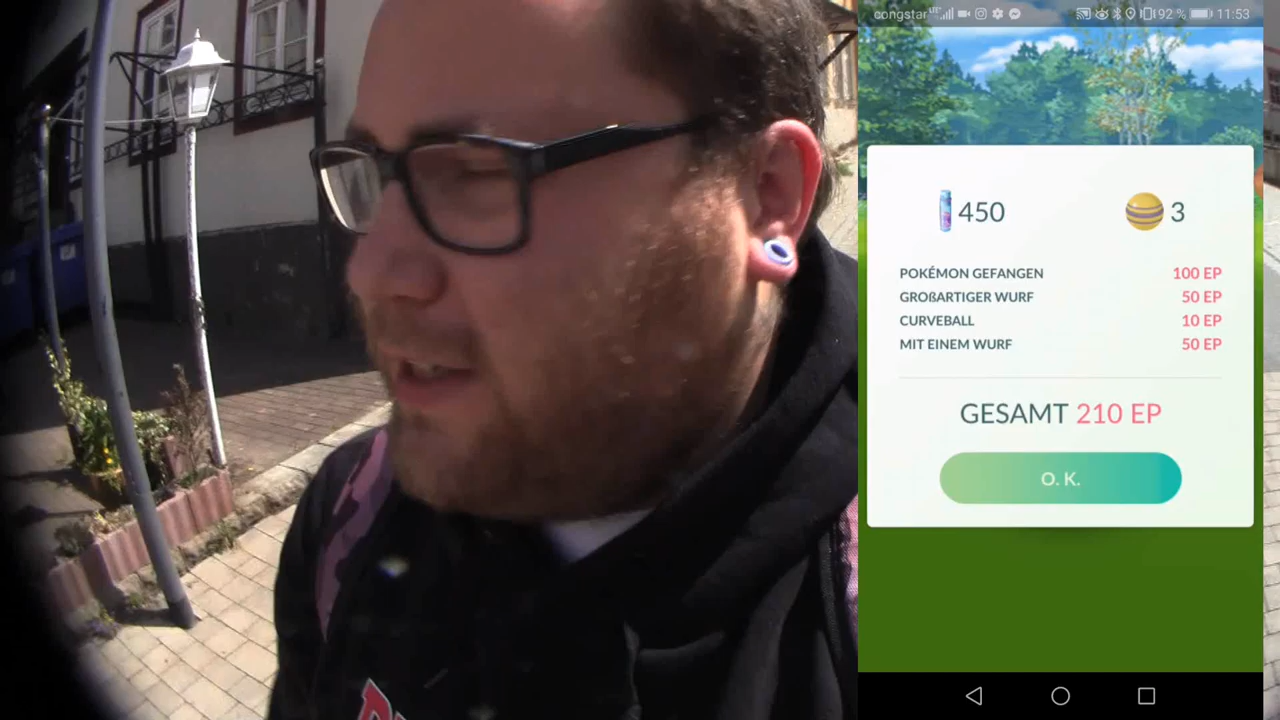 congstar LTE 92 % 11:53
450 3
POKÉMON GEFANGEN 100 EP
GROßARTIGER WURF 50 EP
CURVEBALL 10 EP
MIT EINEM WURF 50 EP
GESAMT 210 EP
O. K.